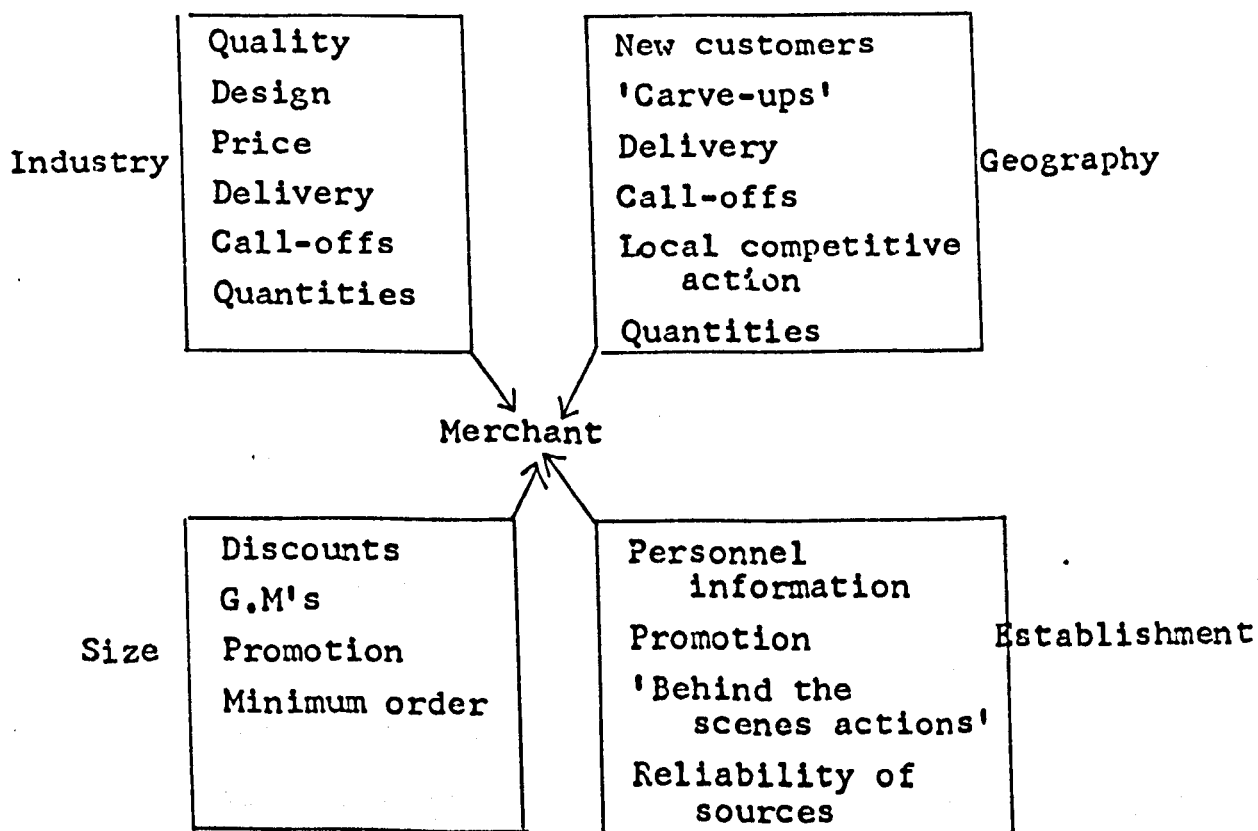 Industry
Quality
Design
Price
Delivery
Call-offs
Quantities
New customers
'Carve-ups'
Delivery
Call-offs
Local competitive
action
Quantities
Geography
Merchant
Size
Discounts
G.M's
Promotion
Minimum order
Personnel
information
Promotion
'Behind the
scenes actions'
Reliability of
sources
Establishment